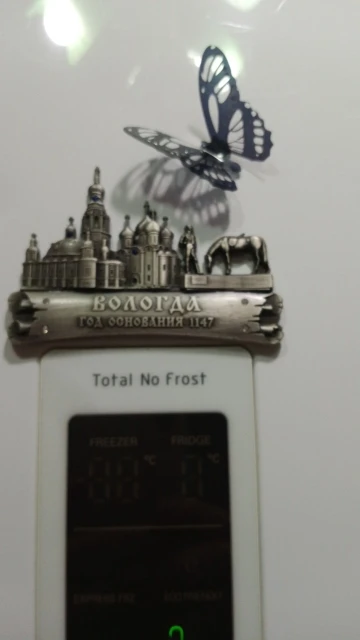 ВОЛОГДА
ГОД ОСНОВАНИЯ 1147
Total No Frost
FREEZER FRIDGE
°C °C